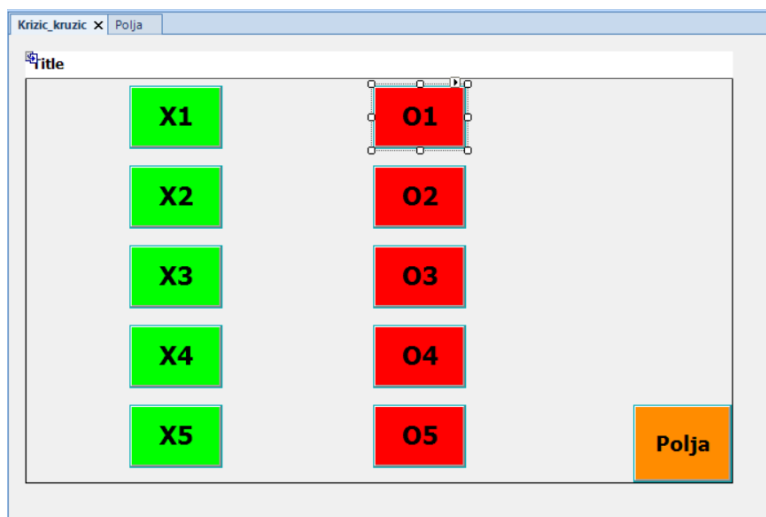 Krizic_kruzic X Polja
Title
X1 O1
X2 O2
X3 O3
X4 O4
X5 O5
Polja